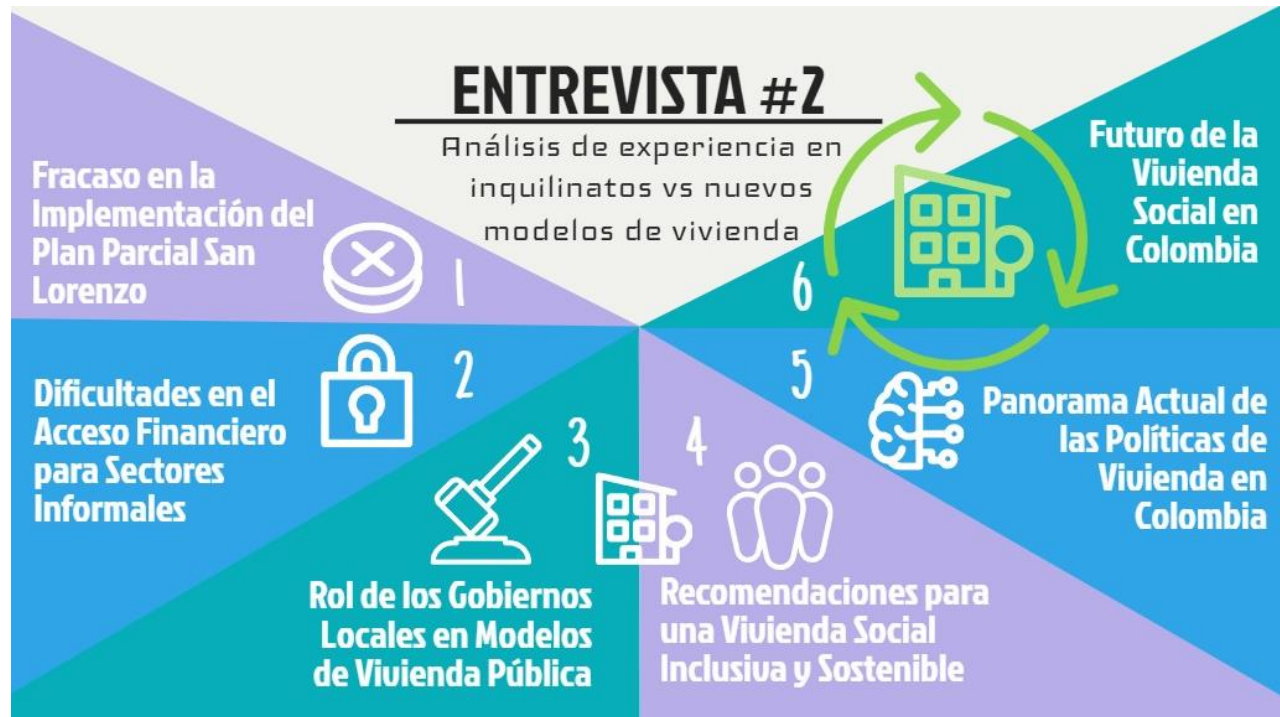 ENTREVISTA #2
Análisis de experiencia en
inquilinatos vs nuevos
modelos de vivienda
Fracaso en la
Implementación del
Plan Parcial San
Lorenzo
1
Dificultades en el
Acceso Financiero
para Sectores
Informales
2
3
Rol de los Gobiernos
Locales en Modelos
de Vivienda Pública
4
Recomendaciones para
una Vivienda Social
Inclusiva y Sostenible
5
Panorama Actual de
las Políticas de
Vivienda en
Colombia
6
Futuro de la
Vivienda
Social en
Colombia